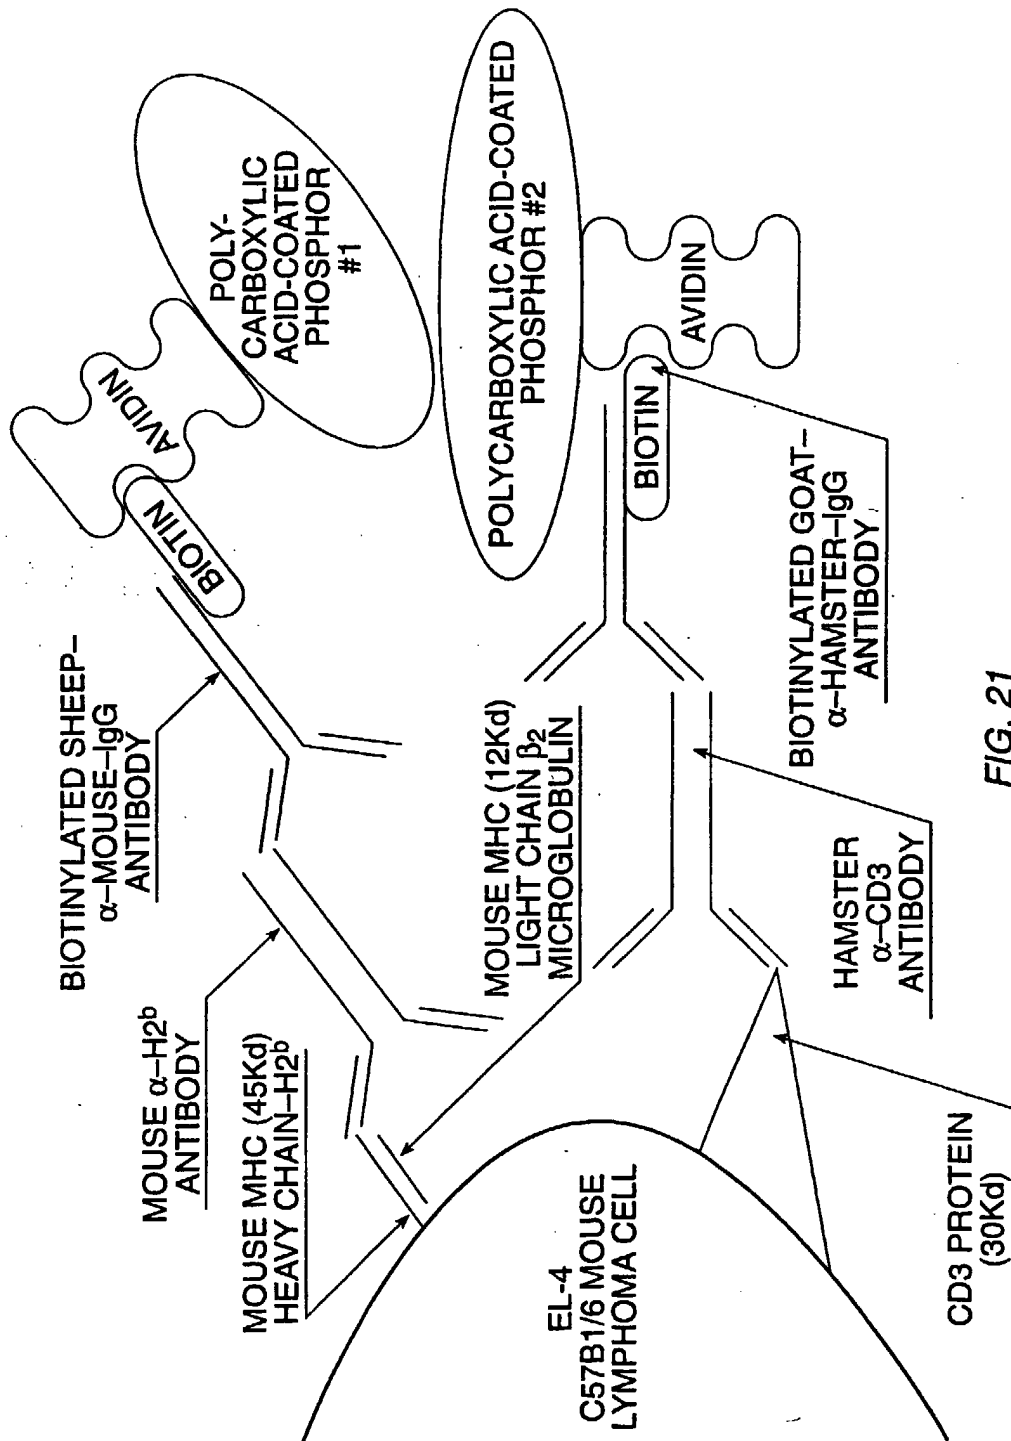 BIOTINYLATED SHEEP–
α–MOUSE–IgG
ANTIBODY
AVIDIN
BIOTIN
POLY-
CARBOXYLIC
ACID-COATED
PHOSPHOR
#1
MOUSE α–H2ᵇ
ANTIBODY
MOUSE MHC (45Kd)
HEAVY CHAIN–H2ᵇ
MOUSE MHC (12Kd)
LIGHT CHAIN β₂
MICROGLOBULIN
POLYCARBOXYLIC ACID-COATED
PHOSPHOR #2
EL-4
C57B1/6 MOUSE
LYMPHOMA CELL
BIOTIN
AVIDIN
BIOTINYLATED GOAT–
α–HAMSTER–IgG
ANTIBODY
HAMSTER
α–CD3
ANTIBODY
CD3 PROTEIN
(30Kd)
FIG. 21